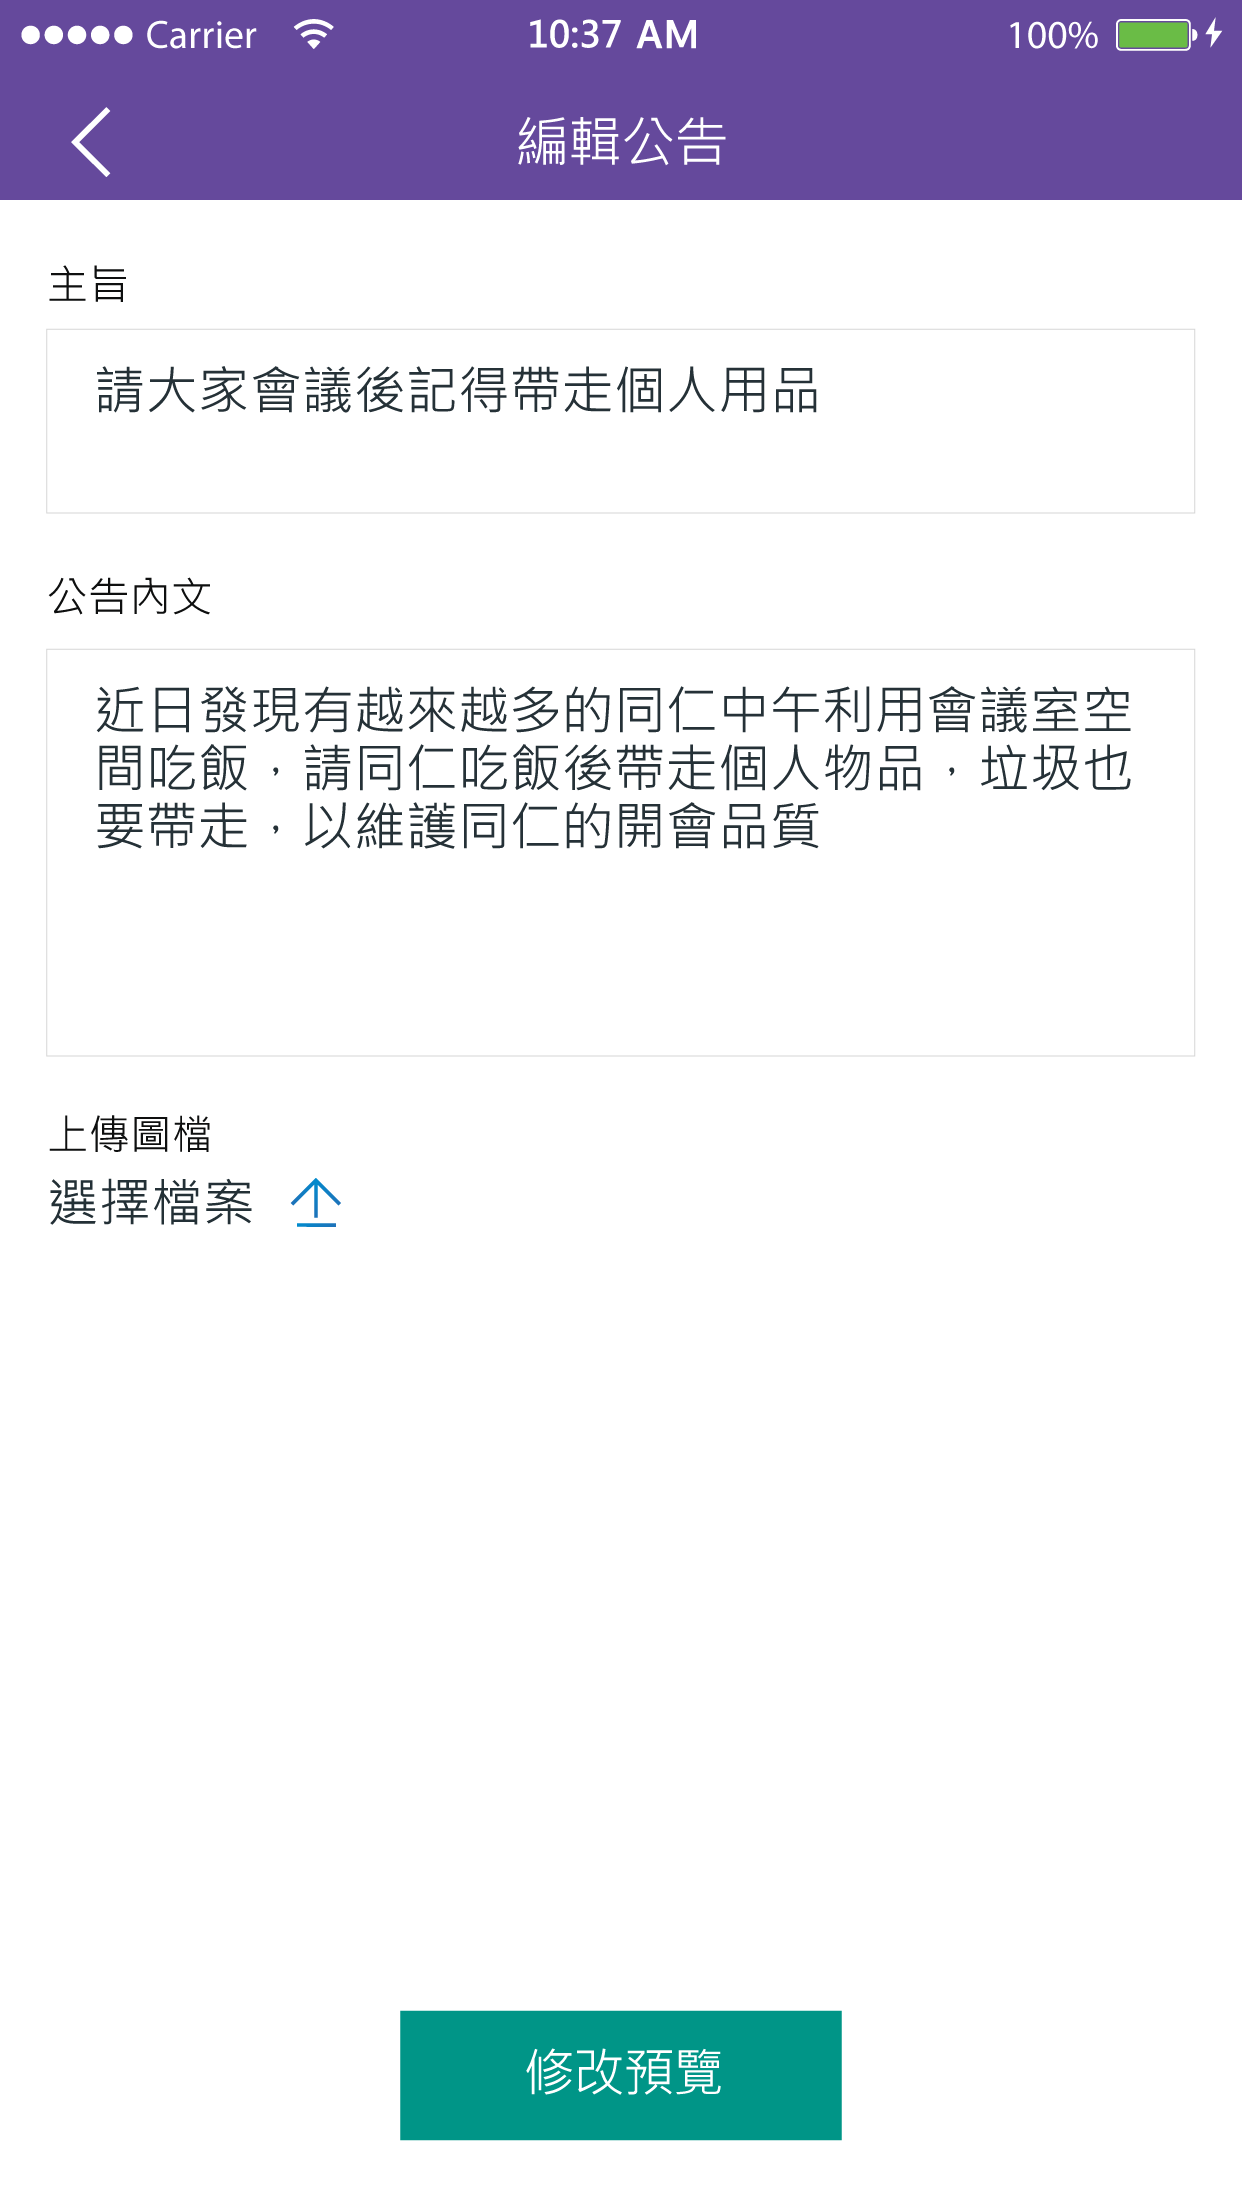 Carrier 10:37 AM 100%
編輯公告
主旨
請大家會議後記得帶走個人用品
公告內文
近日發現有越來越多的同仁中午利用會議室空
間吃飯，請同仁吃飯後帶走個人物品，垃圾也
要帶走，以維護同仁的開會品質
上傳圖檔
選擇檔案
修改預覽